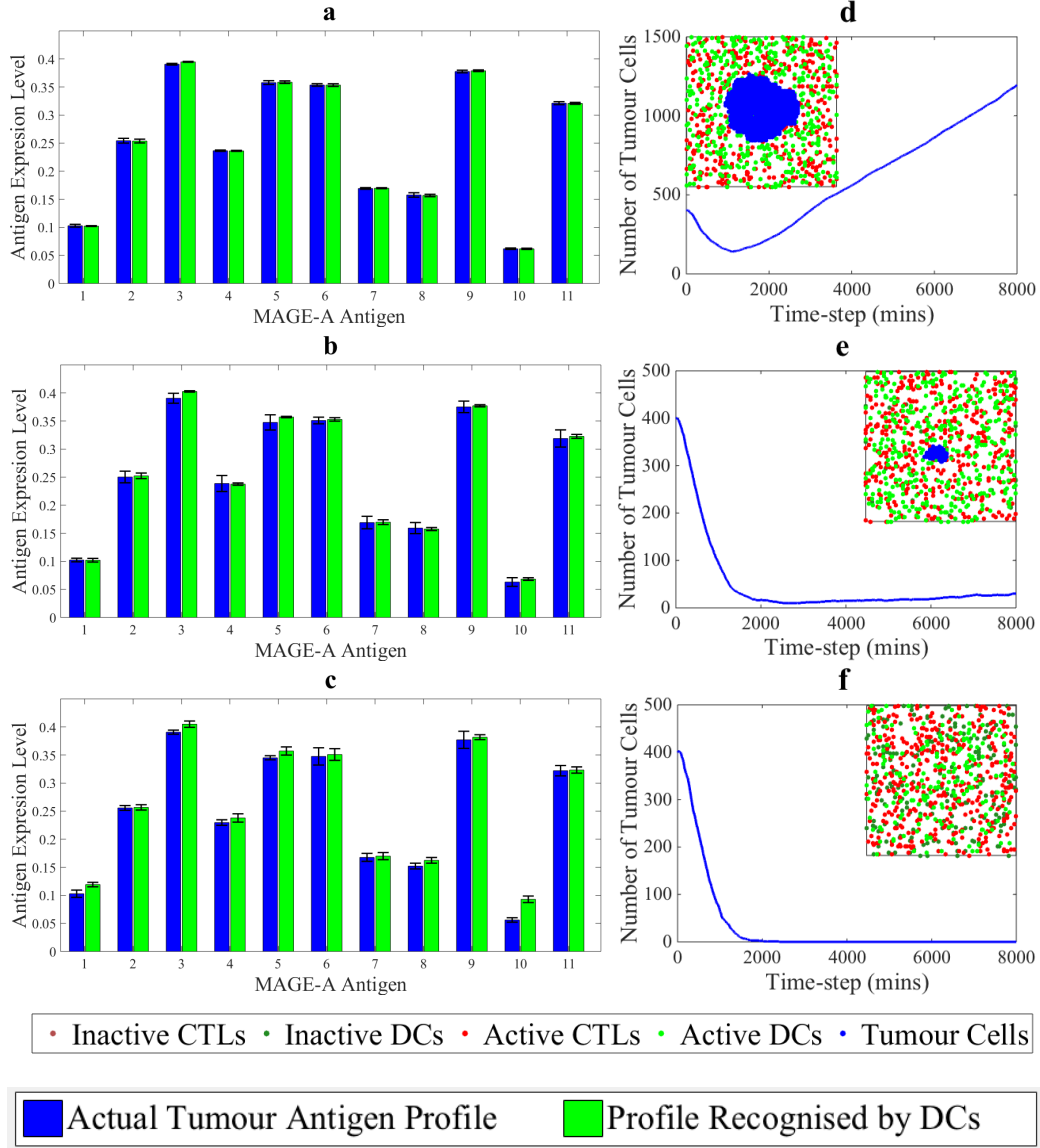 a
0.4
0.35
0.3
0.25
0.2
0.15
0.1
0.05
0
Antigen Expression Level
1 2 3 4 5 6 7 8 9 10 11
MAGE-A Antigen
d
1500
1000
500
0
Number of Tumour Cells
0 2000 4000 6000 8000
Time-step (mins)
b
0.4
0.35
0.3
0.25
0.2
0.15
0.1
0.05
0
Antigen Expression Level
1 2 3 4 5 6 7 8 9 10 11
MAGE-A Antigen
e
500
400
300
200
100
0
Number of Tumour Cells
0 2000 4000 6000 8000
Time-step (mins)
c
0.4
0.35
0.3
0.25
0.2
0.15
0.1
0.05
0
Antigen Expression Level
1 2 3 4 5 6 7 8 9 10 11
MAGE-A Antigen
f
500
400
300
200
100
0
Number of Tumour Cells
0 2000 4000 6000 8000
Time-step (mins)
Inactive CTLs Inactive DCs Active CTLs Active DCs Tumour Cells
Actual Tumour Antigen Profile Profile Recognised by DCs